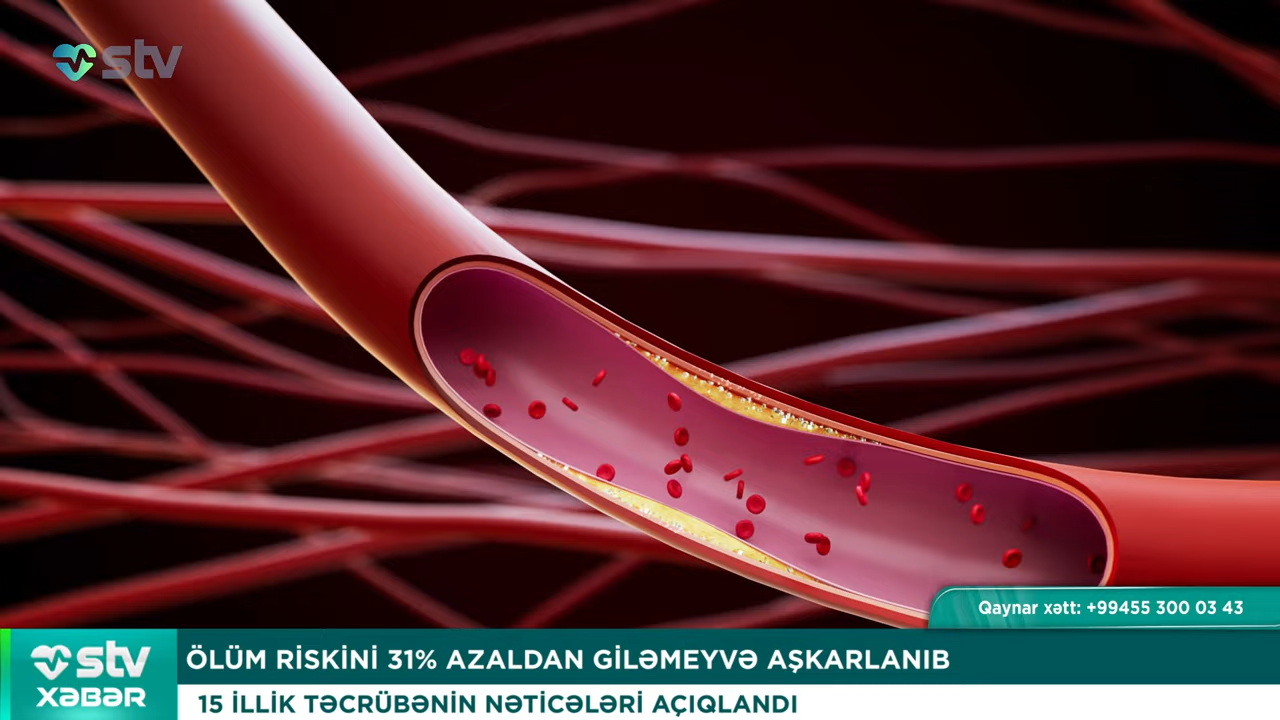 stv
Qaynar xətt: +99455 300 03 43
stv
XƏBƏR
ÖLÜM RİSKİNİ 31% AZALDAN GİLƏMEYVƏ AŞKARLANIB
15 İLLİK TƏCRÜBƏNİN NƏTİCƏLƏRİ AÇIQLANDI